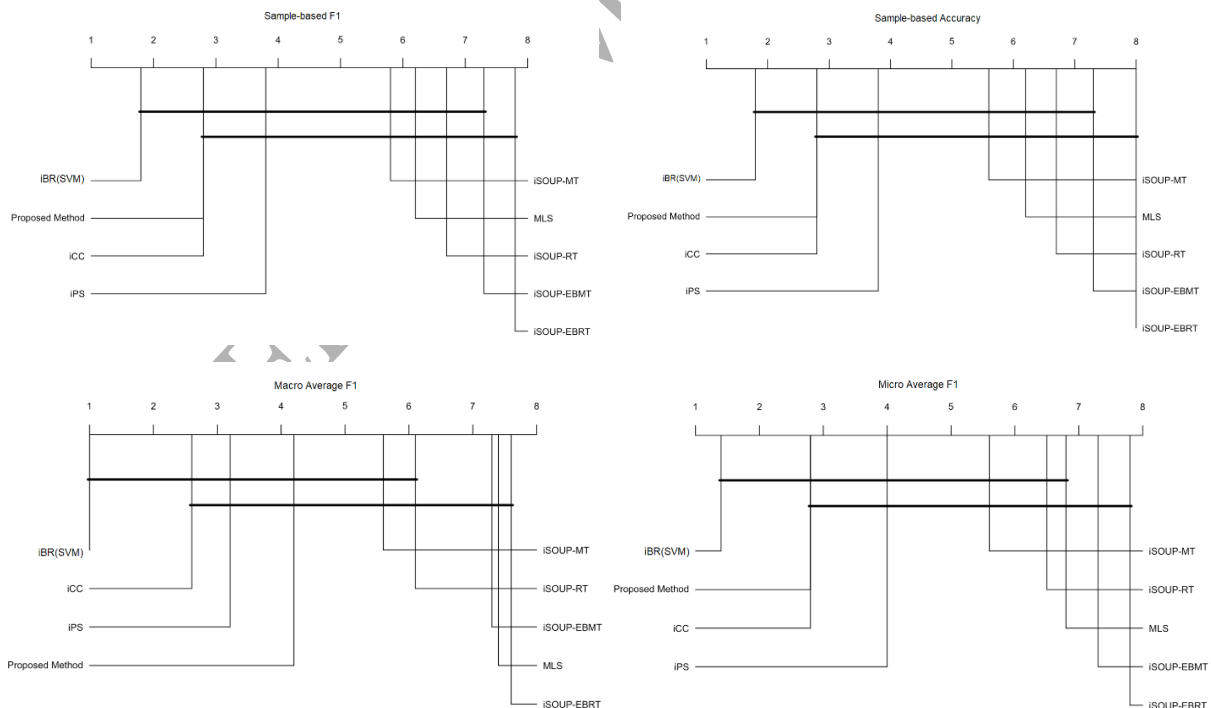 Sample-based F1
1 2 3 4 5 6 7 8
iBR(SVM)
iSOUP-MT
Proposed Method
MLS
iCC
iSOUP-RT
iPS
iSOUP-EBMT
iSOUP-EBRT
Sample-based Accuracy
1 2 3 4 5 6 7 8
iBR(SVM)
iSOUP-MT
Proposed Method
MLS
iCC
iSOUP-RT
iPS
iSOUP-EBMT
iSOUP-EBRT
Macro Average F1
1 2 3 4 5 6 7 8
iBR(SVM)
iSOUP-MT
iCC
iSOUP-RT
iPS
iSOUP-EBMT
Proposed Method
MLS
iSOUP-EBRT
Micro Average F1
1 2 3 4 5 6 7 8
iBR(SVM)
iSOUP-MT
Proposed Method
iSOUP-RT
iCC
MLS
iPS
iSOUP-EBMT
iSOUP-EBRT